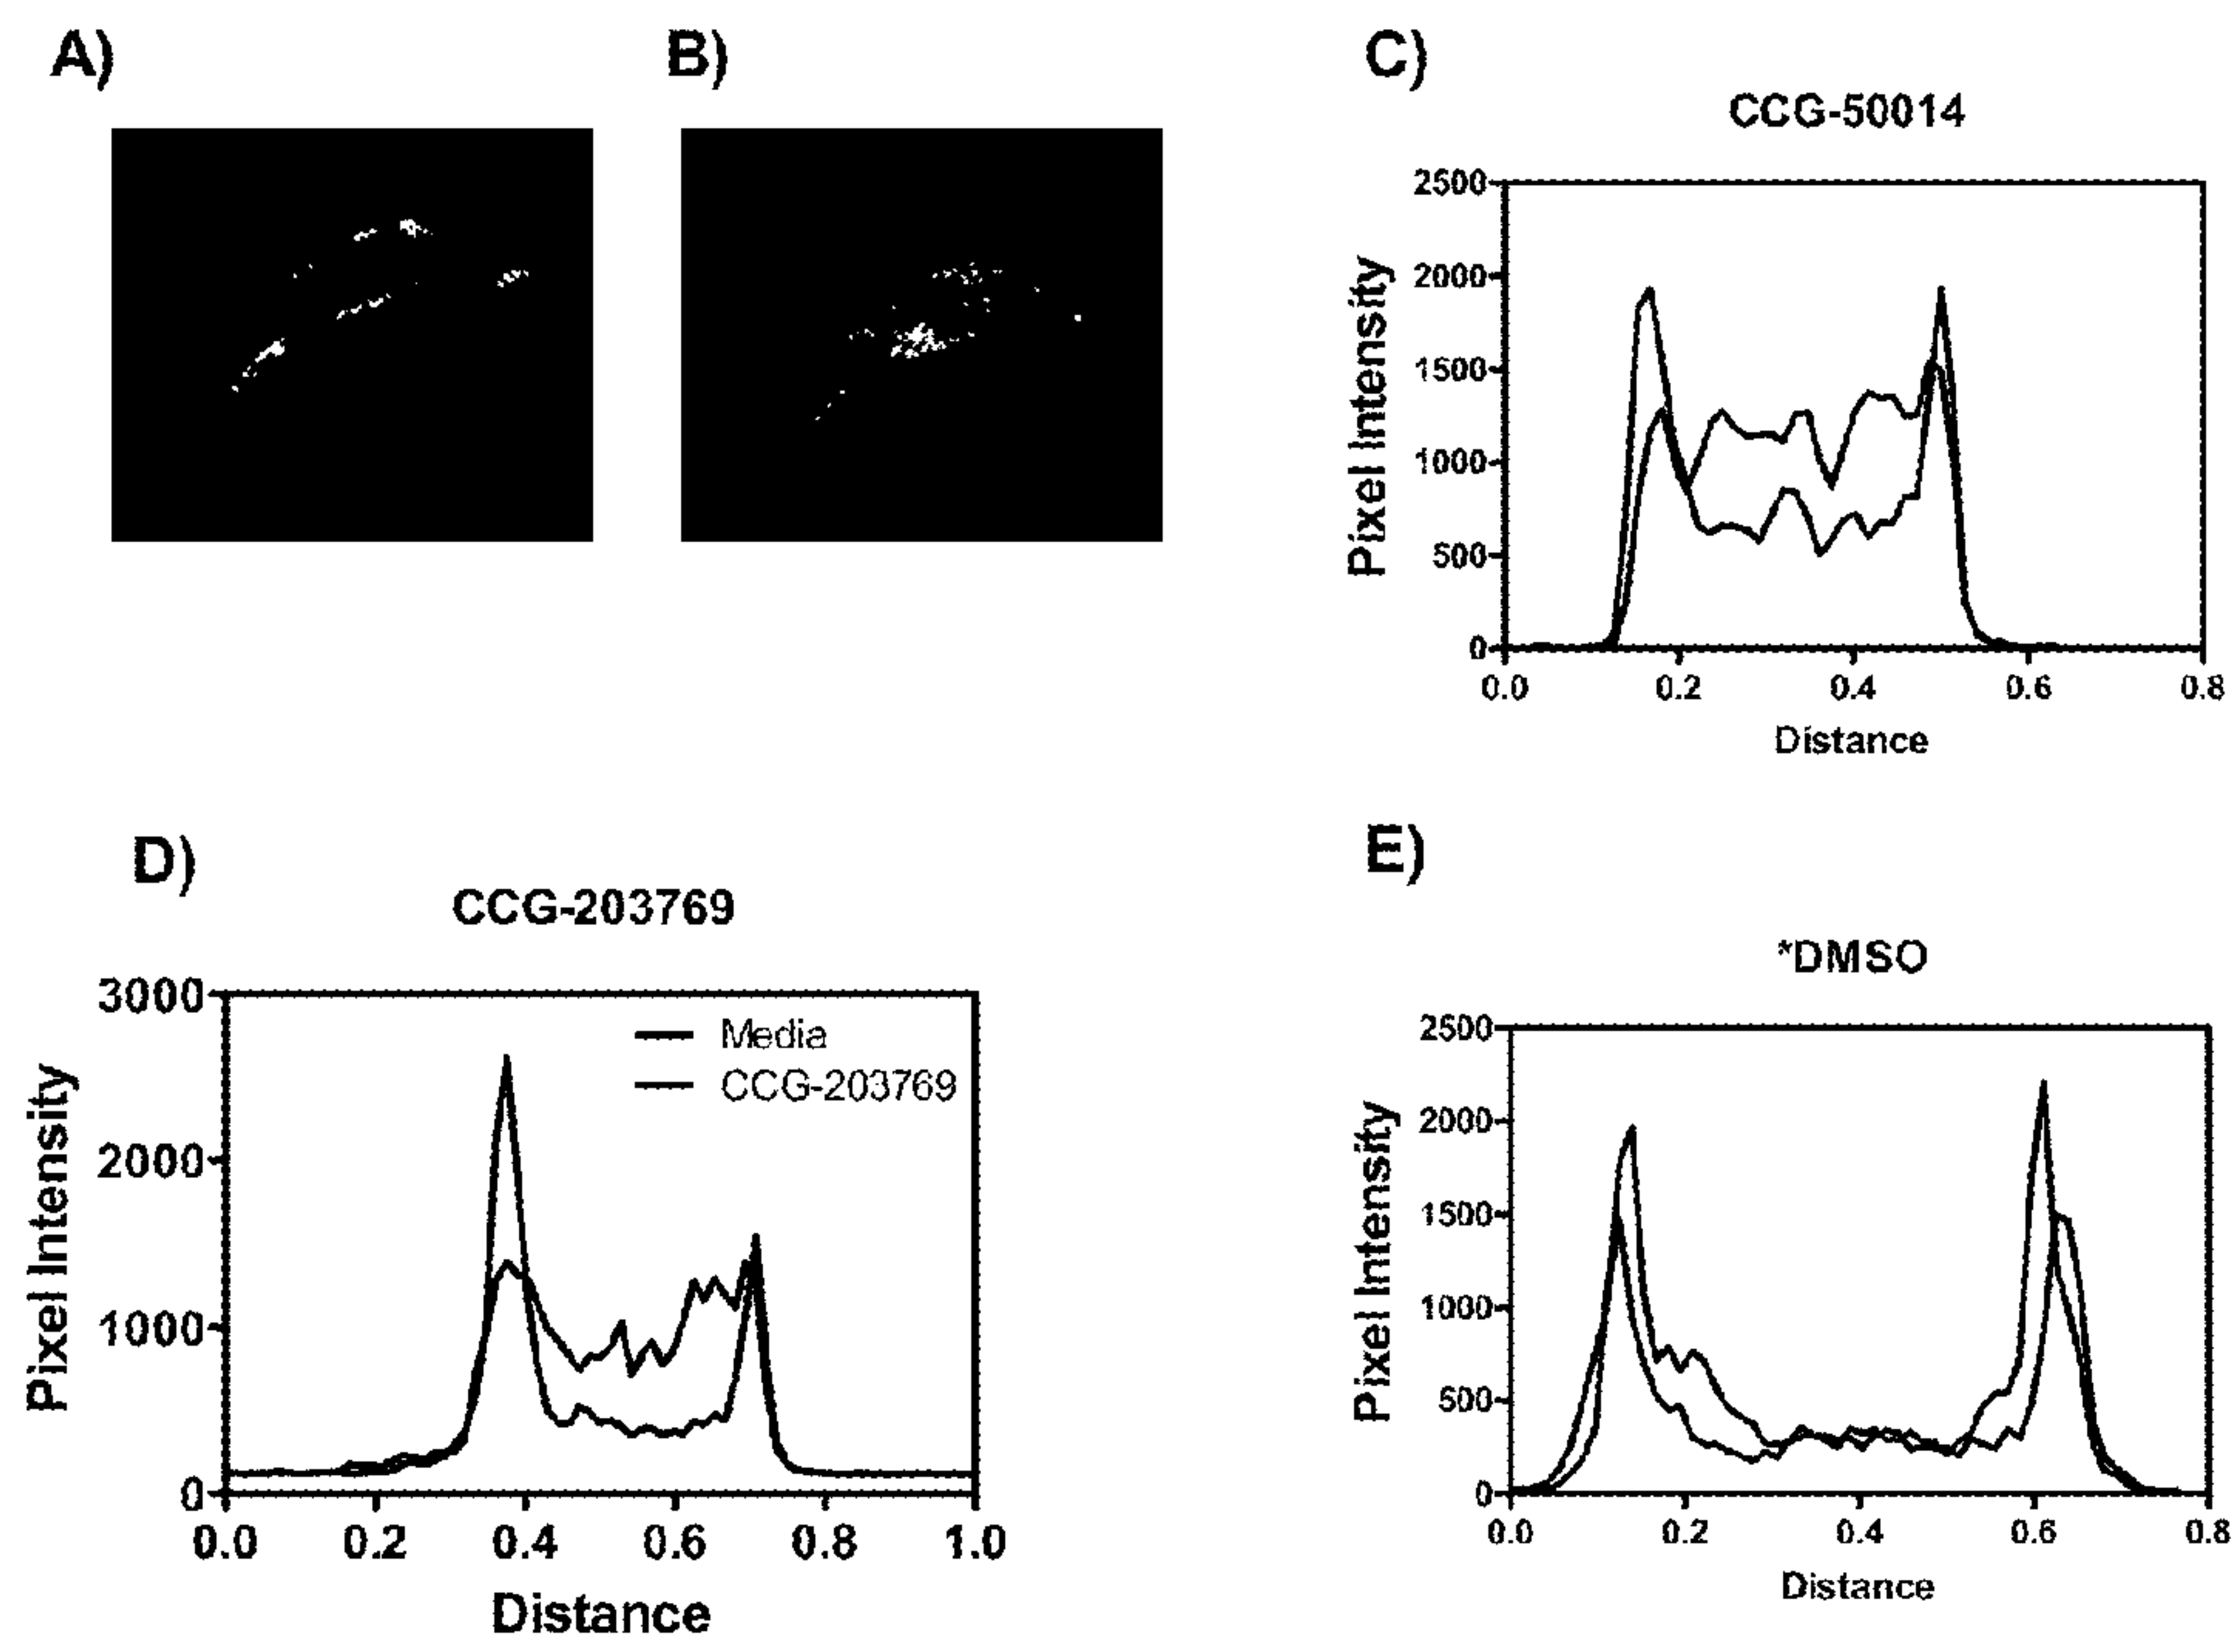 A)
B)
C)
CCG-50014
2500
2000
1500
1000
500
0
0.0 0.2 0.4 0.6 0.8
Pixel Intensity
Distance
D)
CCG-203769
3000
2000
1000
0
0.0 0.2 0.4 0.6 0.8 1.0
Pixel Intensity
Distance
Media
CCG-203769
E)
*DMSO
2500
2000
1500
1000
500
0
0.0 0.2 0.4 0.6 0.8
Pixel Intensity
Distance